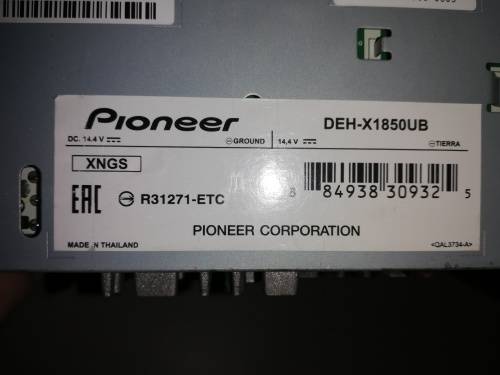 Pioneer DEH-X1850UB
DC. 14.4 V ⎓ ⊖GROUND 14,4 V ⎓ ⊖TIERRA
XNGS
EAC R31271-ETC 8 84938 30932 5
PIONEER CORPORATION
MADE IN THAILAND <QAL3734-A>